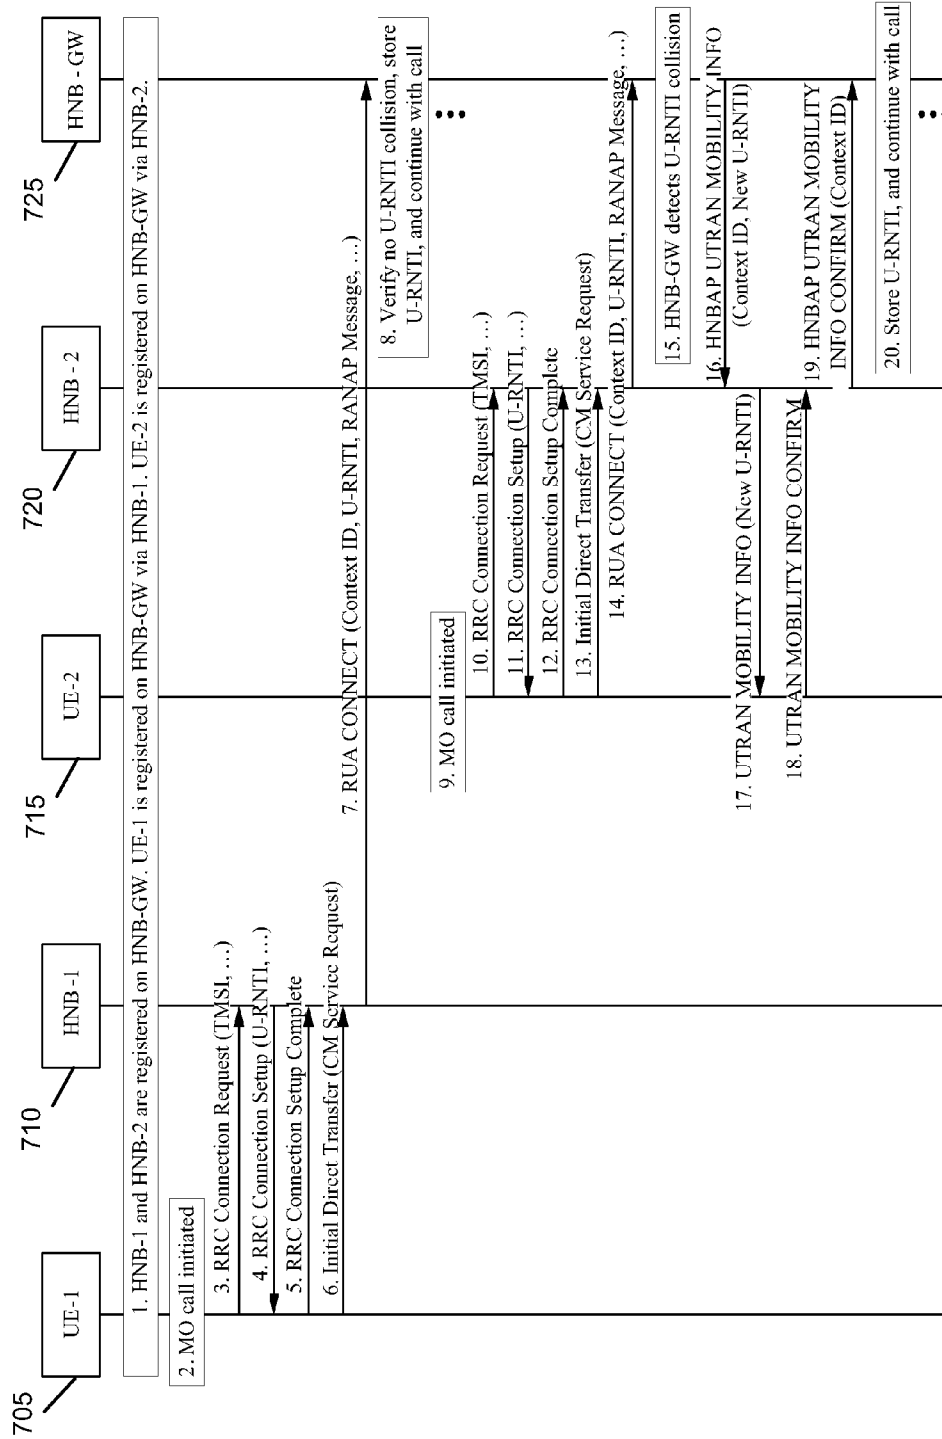 705
UE-1
710
HNB-1
715
UE-2
720
HNB - 2
725
HNB - GW
1. HNB-1 and HNB-2 are registered on HNB-GW. UE-1 is registered on HNB-GW via HNB-1. UE-2 is registered on HNB-GW via HNB-2.
2. MO call initiated
3. RRC Connection Request (TMSI, …)
4. RRC Connection Setup (U-RNTI, …)
5. RRC Connection Setup Complete
6. Initial Direct Transfer (CM Service Request)
7. RUA CONNECT (Context ID, U-RNTI, RANAP Message, …)
8. Verify no U-RNTI collision, store
U-RNTI, and continue with call
9. MO call initiated
10. RRC Connection Request (TMSI, …)
11. RRC Connection Setup (U-RNTI, …)
12. RRC Connection Setup Complete
13. Initial Direct Transfer (CM Service Request)
14. RUA CONNECT (Context ID, U-RNTI, RANAP Message, …)
15. HNB-GW detects U-RNTI collision
16. HNBAP UTRAN MOBILITY INFO
(Context ID, New U-RNTI)
17. UTRAN MOBILITY INFO (New U-RNTI)
18. UTRAN MOBILITY INFO CONFIRM
19. HNBAP UTRAN MOBILITY
INFO CONFIRM (Context ID)
20. Store U-RNTI, and continue with call